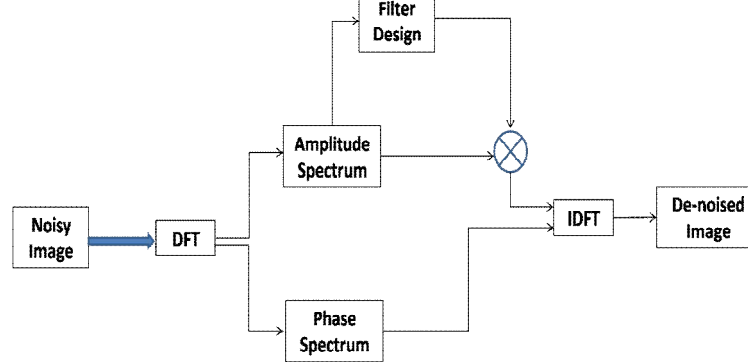 Filter
Design
Amplitude
Spectrum
Noisy
Image
DFT
IDFT
De-noised
Image
Phase
Spectrum